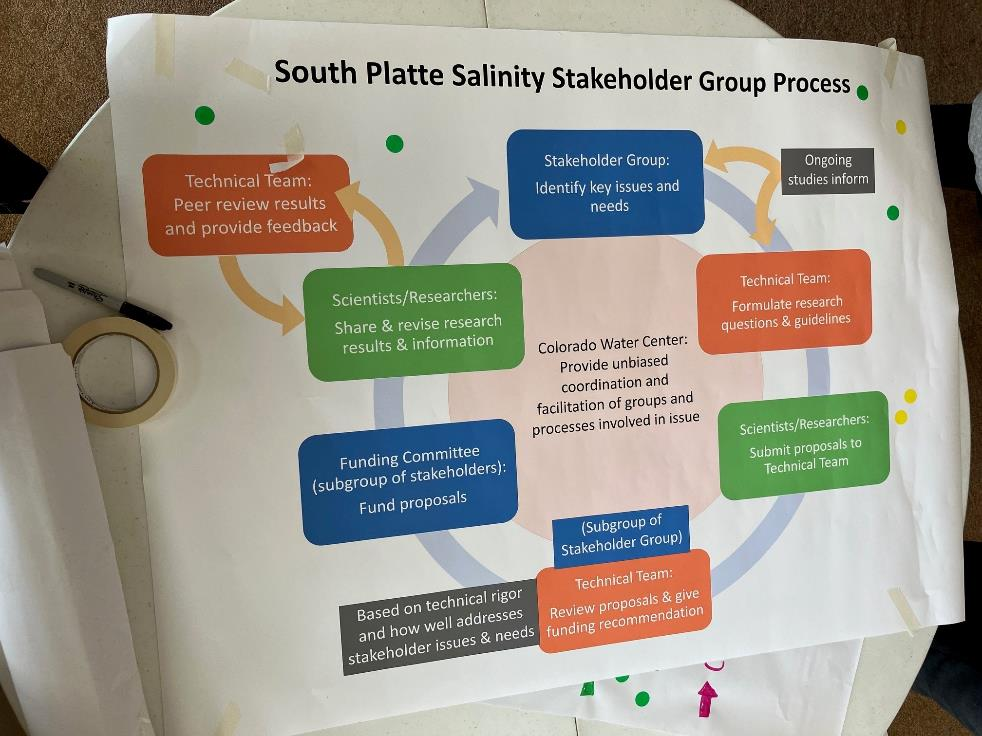 South Platte Salinity Stakeholder Group Process
Stakeholder Group:
Identify key issues and
needs
Ongoing
studies inform
Technical Team:
Formulate research
questions & guidelines
Scientists/Researchers:
Submit proposals to
Technical Team
(Subgroup of
Stakeholder Group)
Technical Team:
Review proposals & give
funding recommendation
Based on technical rigor
and how well addresses
stakeholder issues & needs
Funding Committee
(subgroup of stakeholders):
Fund proposals
Scientists/Researchers:
Share & revise research
results & information
Technical Team:
Peer review results
and provide feedback
Colorado Water Center:
Provide unbiased
coordination and
facilitation of groups and
processes involved in issue
Sharpie